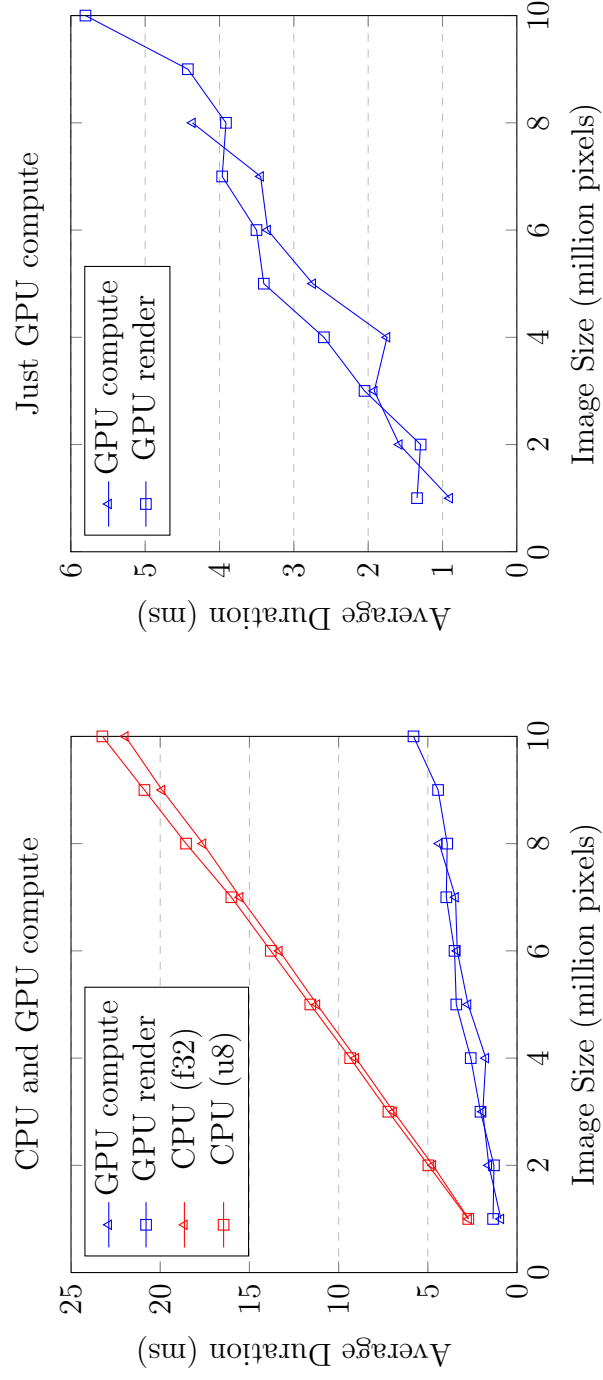 CPU and GPU compute
GPU compute
GPU render
CPU (f32)
CPU (u8)
25
20
15
10
5
0
Average Duration (ms)
0
2
4
6
8
10
Image Size (million pixels)
Just GPU compute
GPU compute
GPU render
6
5
4
3
2
1
0
Average Duration (ms)
0
2
4
6
8
10
Image Size (million pixels)